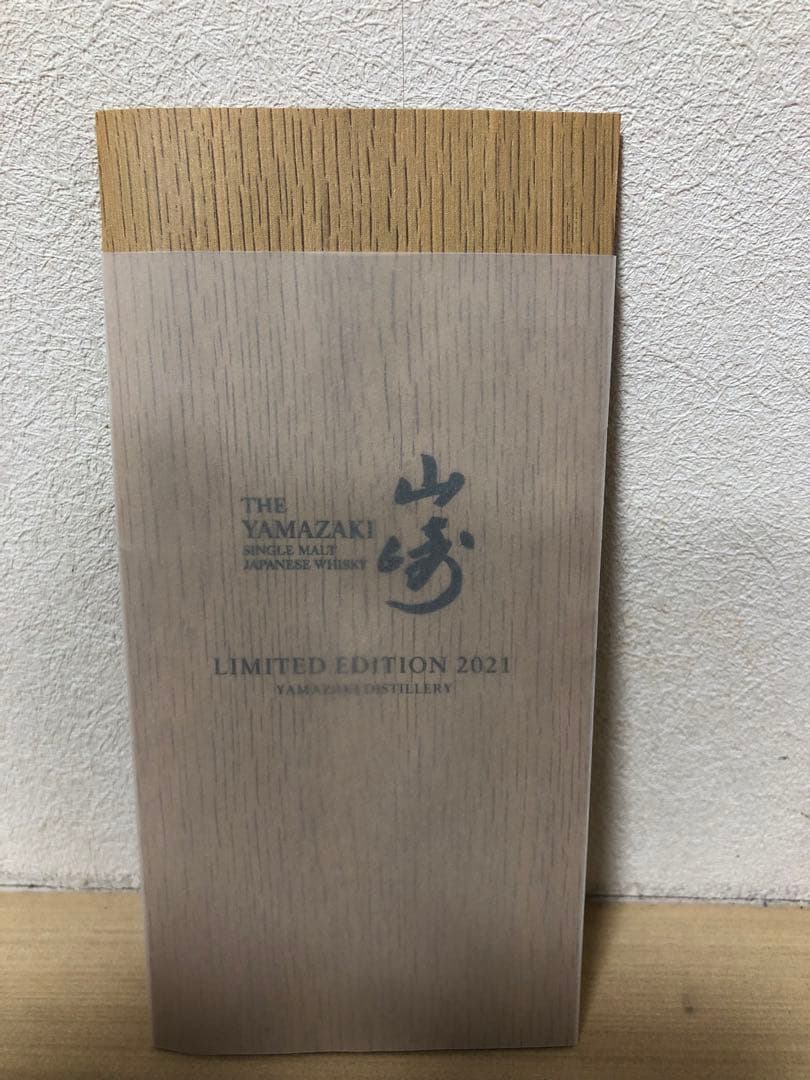 THE
YAMAZAKI
SINGLE MALT
JAPANESE WHISKY
山崎
LIMITED EDITION 2021
YAMAZAKI DISTILLERY